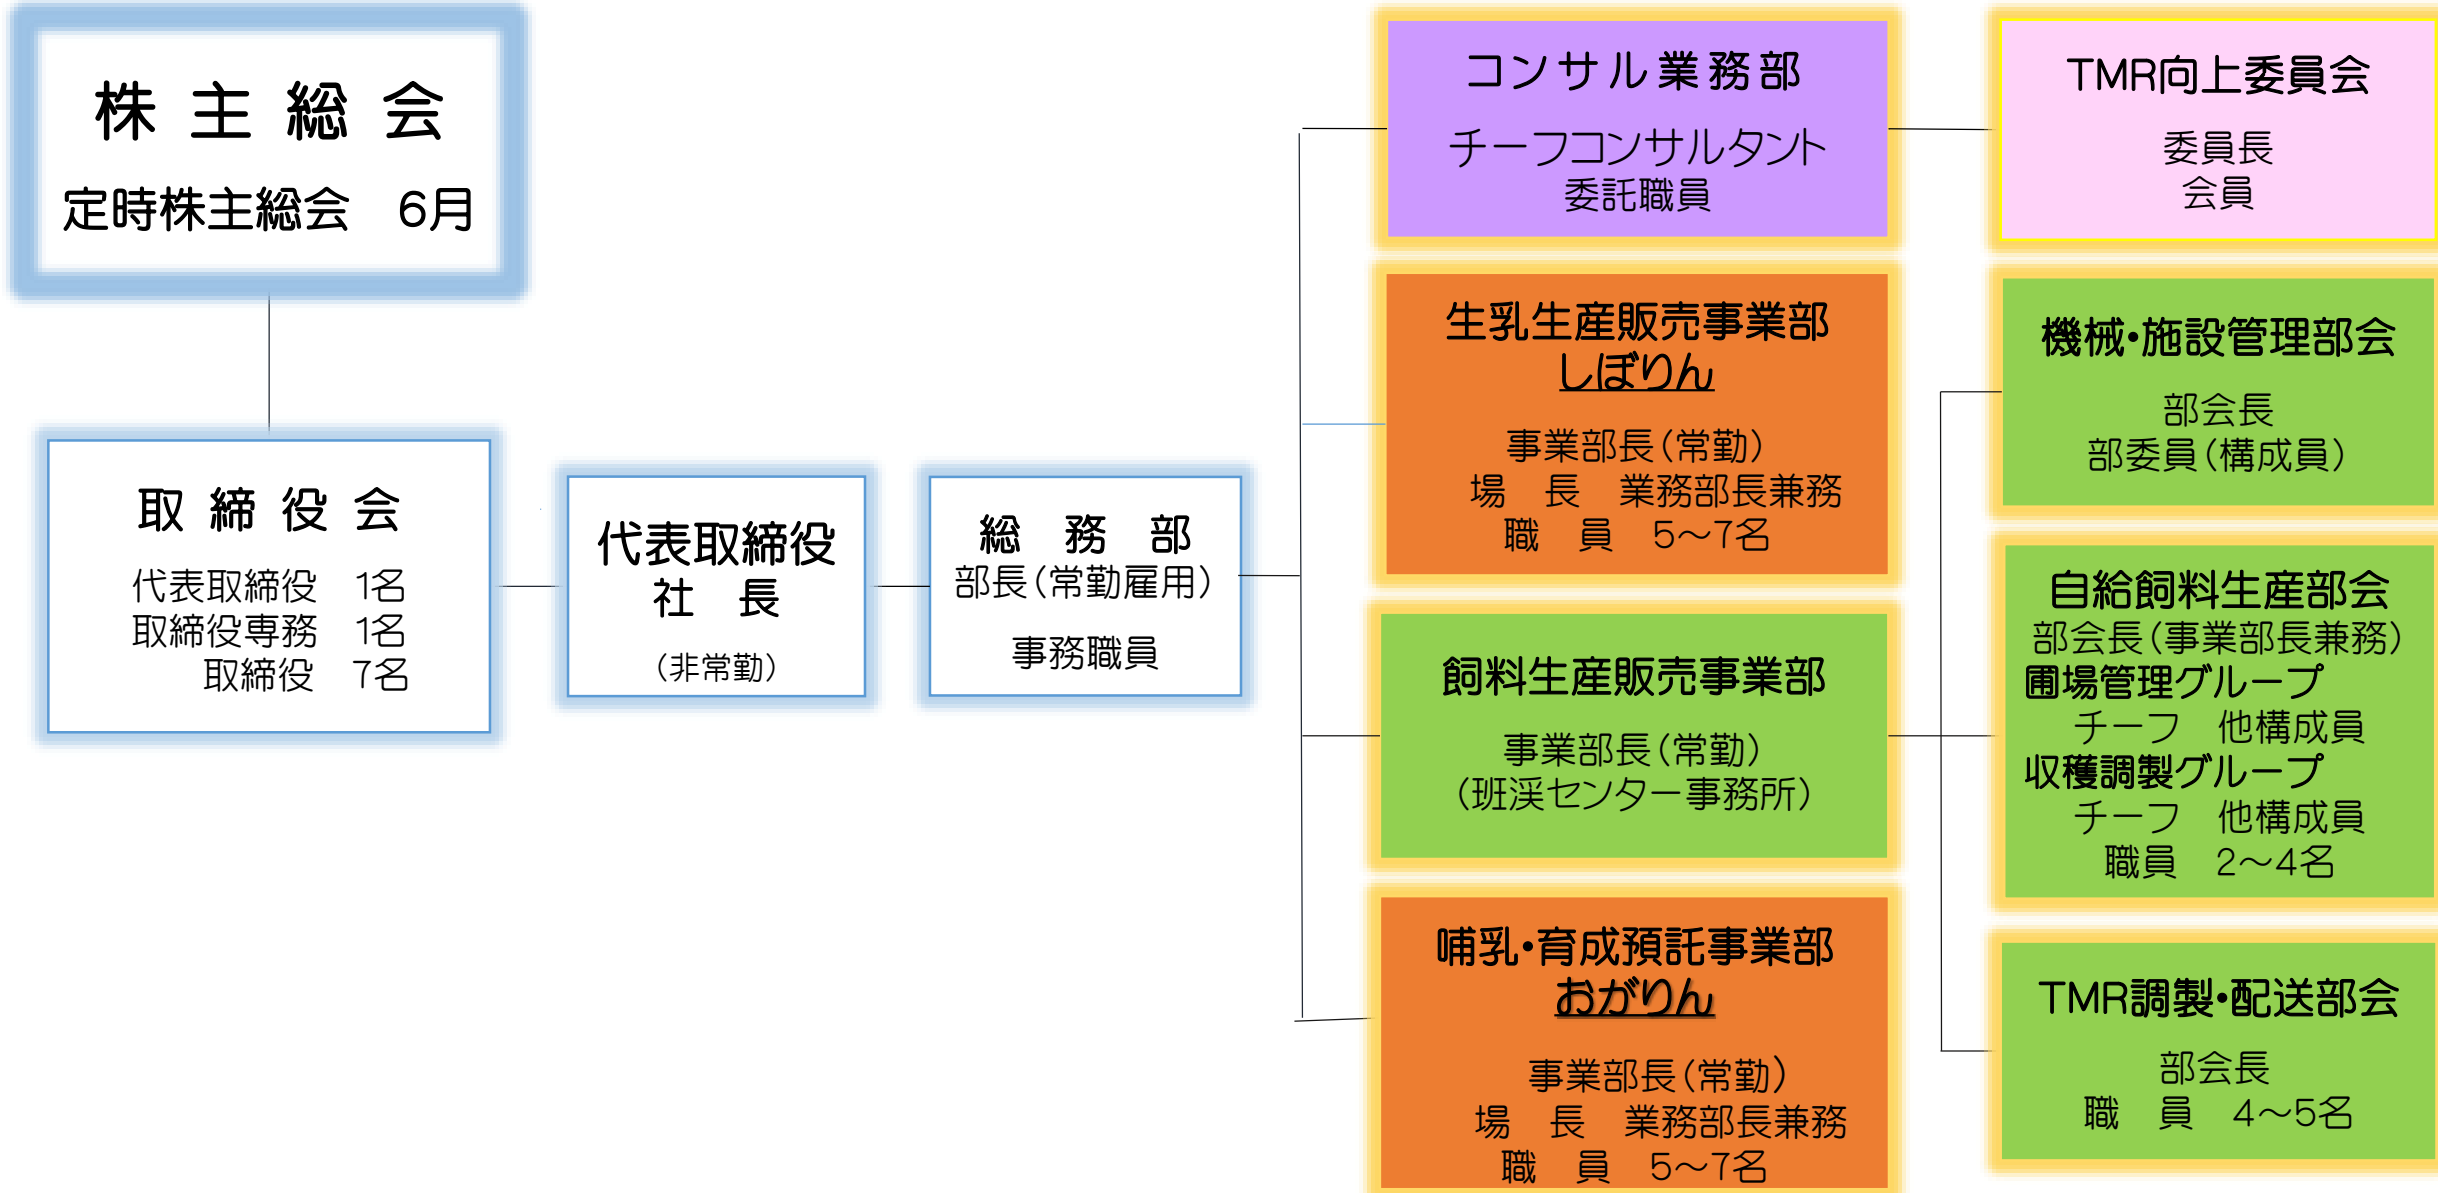 株 主 総 会
定時株主総会　6月
取 締 役 会
代表取締役　1名
取締役専務　1名
取締役　7名
代表取締役
社　長
（非常勤）
総　務　部
部長（常勤雇用）
事務職員
コンサル業務部
チーフコンサルタント
委託職員
生乳生産販売事業部
しぼりん
事業部長（常勤）
場　長　業務部長兼務
職　員　5～7名
飼料生産販売事業部
事業部長（常勤）
（班渓センター事務所）
哺乳・育成預託事業部
おがりん
事業部長（常勤）
場　長　業務部長兼務
職　員　5～7名
TMR向上委員会
委員長
会員
機械・施設管理部会
部会長
部委員（構成員）
自給飼料生産部会
部会長（事業部長兼務）
圃場管理グループ
チーフ　他構成員
収穫調製グループ
チーフ　他構成員
職員　2～4名
TMR調製・配送部会
部会長
職　員　4～5名